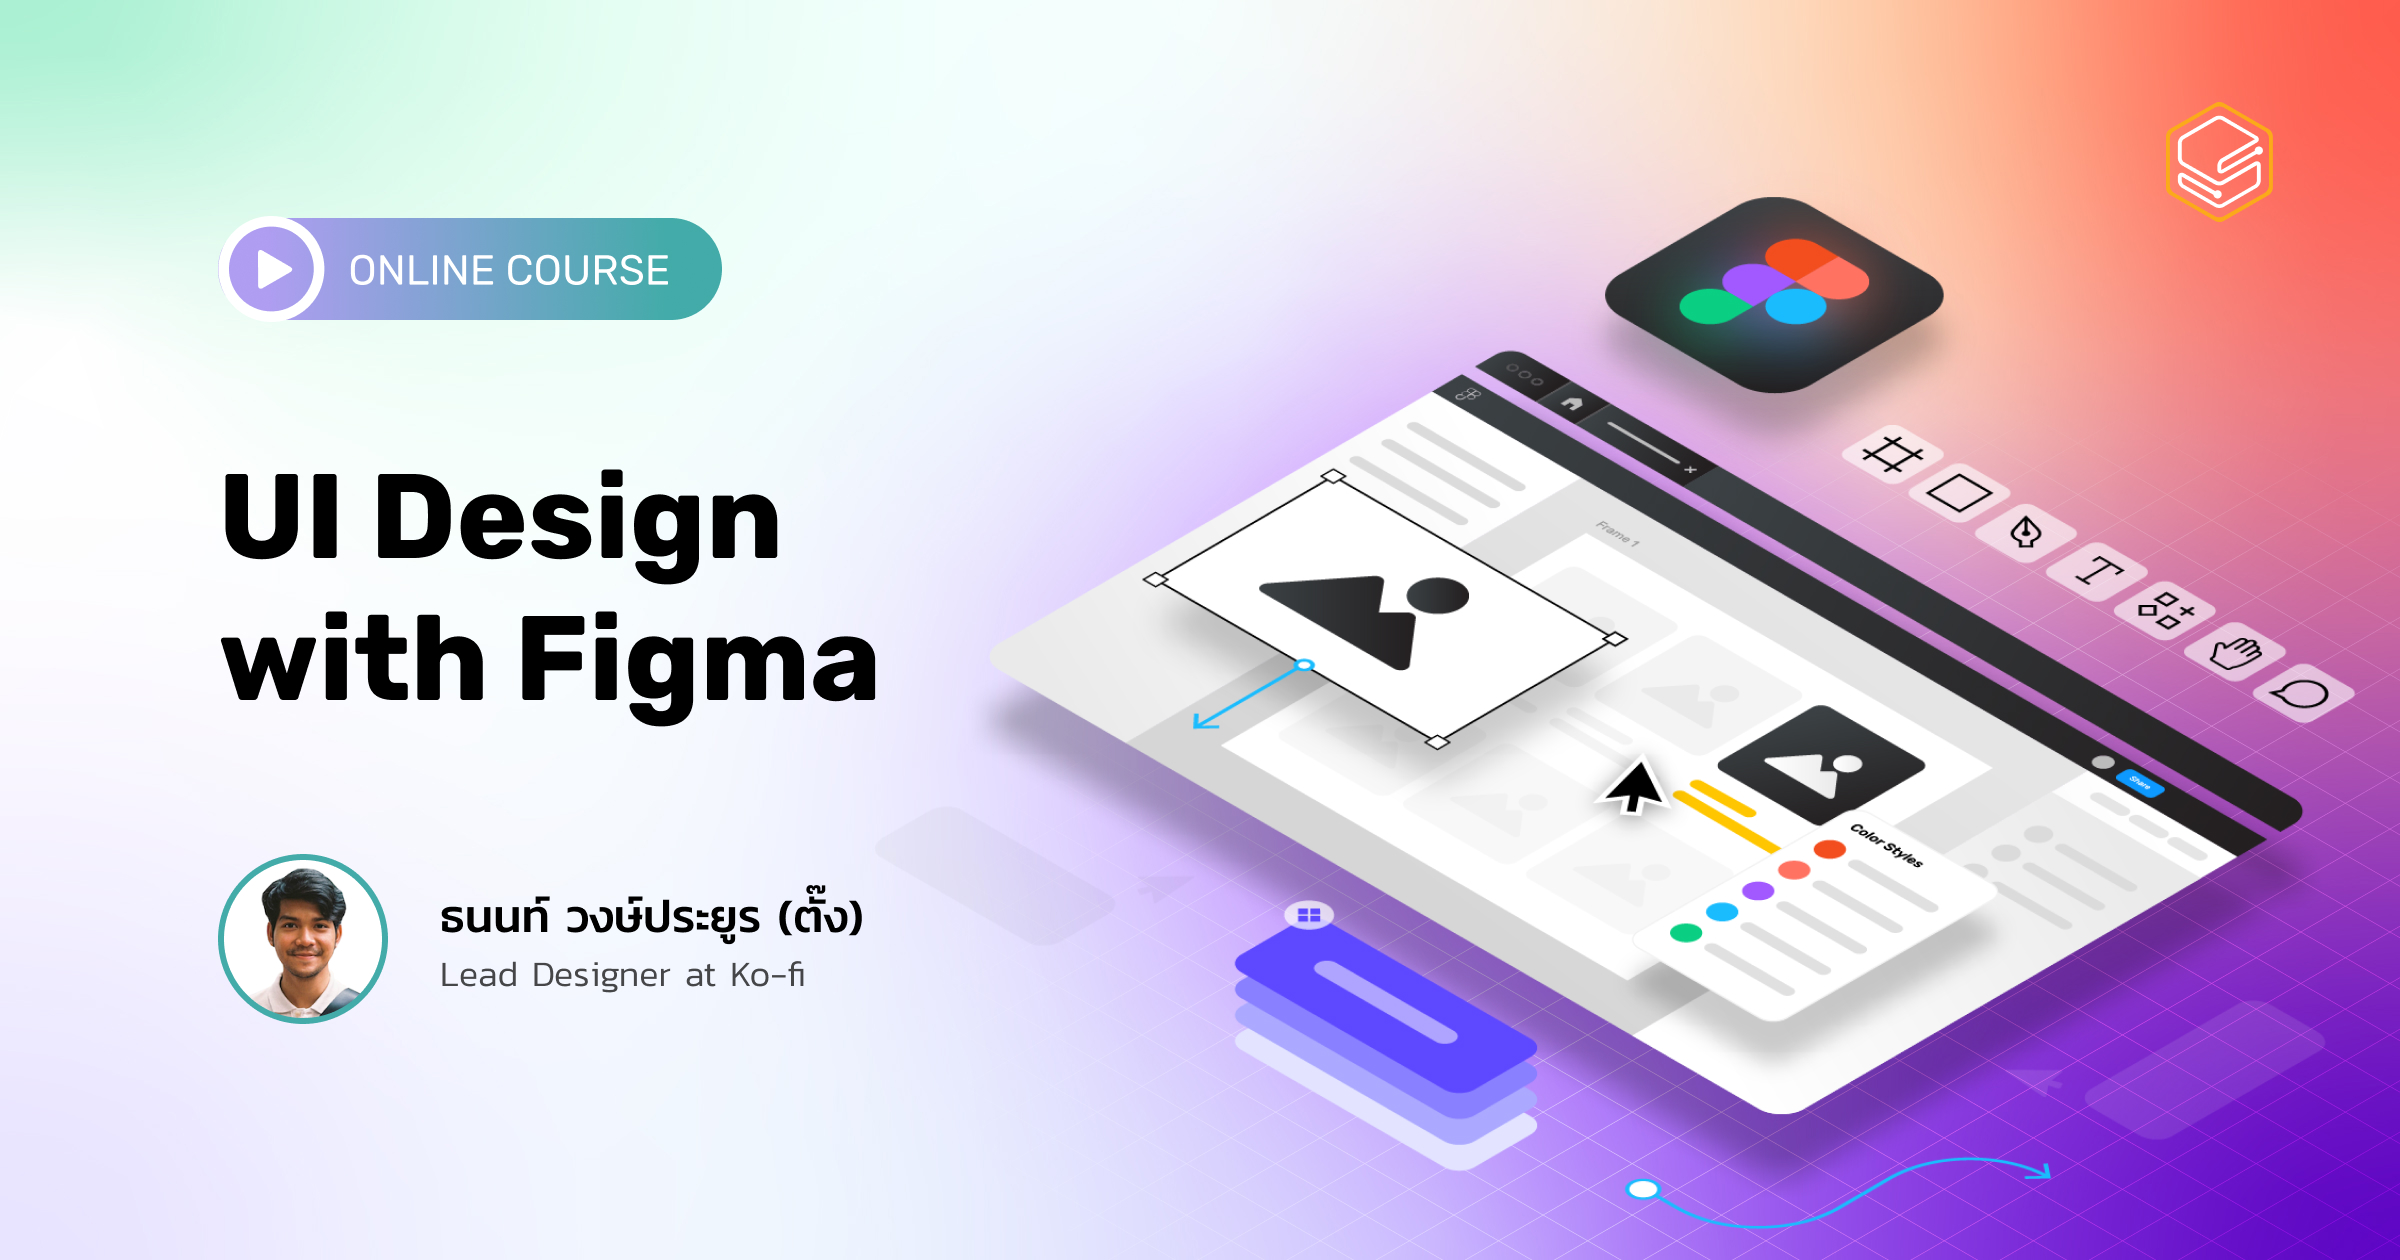 ONLINE COURSE
UI Design
with Figma
ธนนท์ วงษ์ประยูร (ตั๊ง)
Lead Designer at Ko-fi
Frame 1
Share
Color Styles